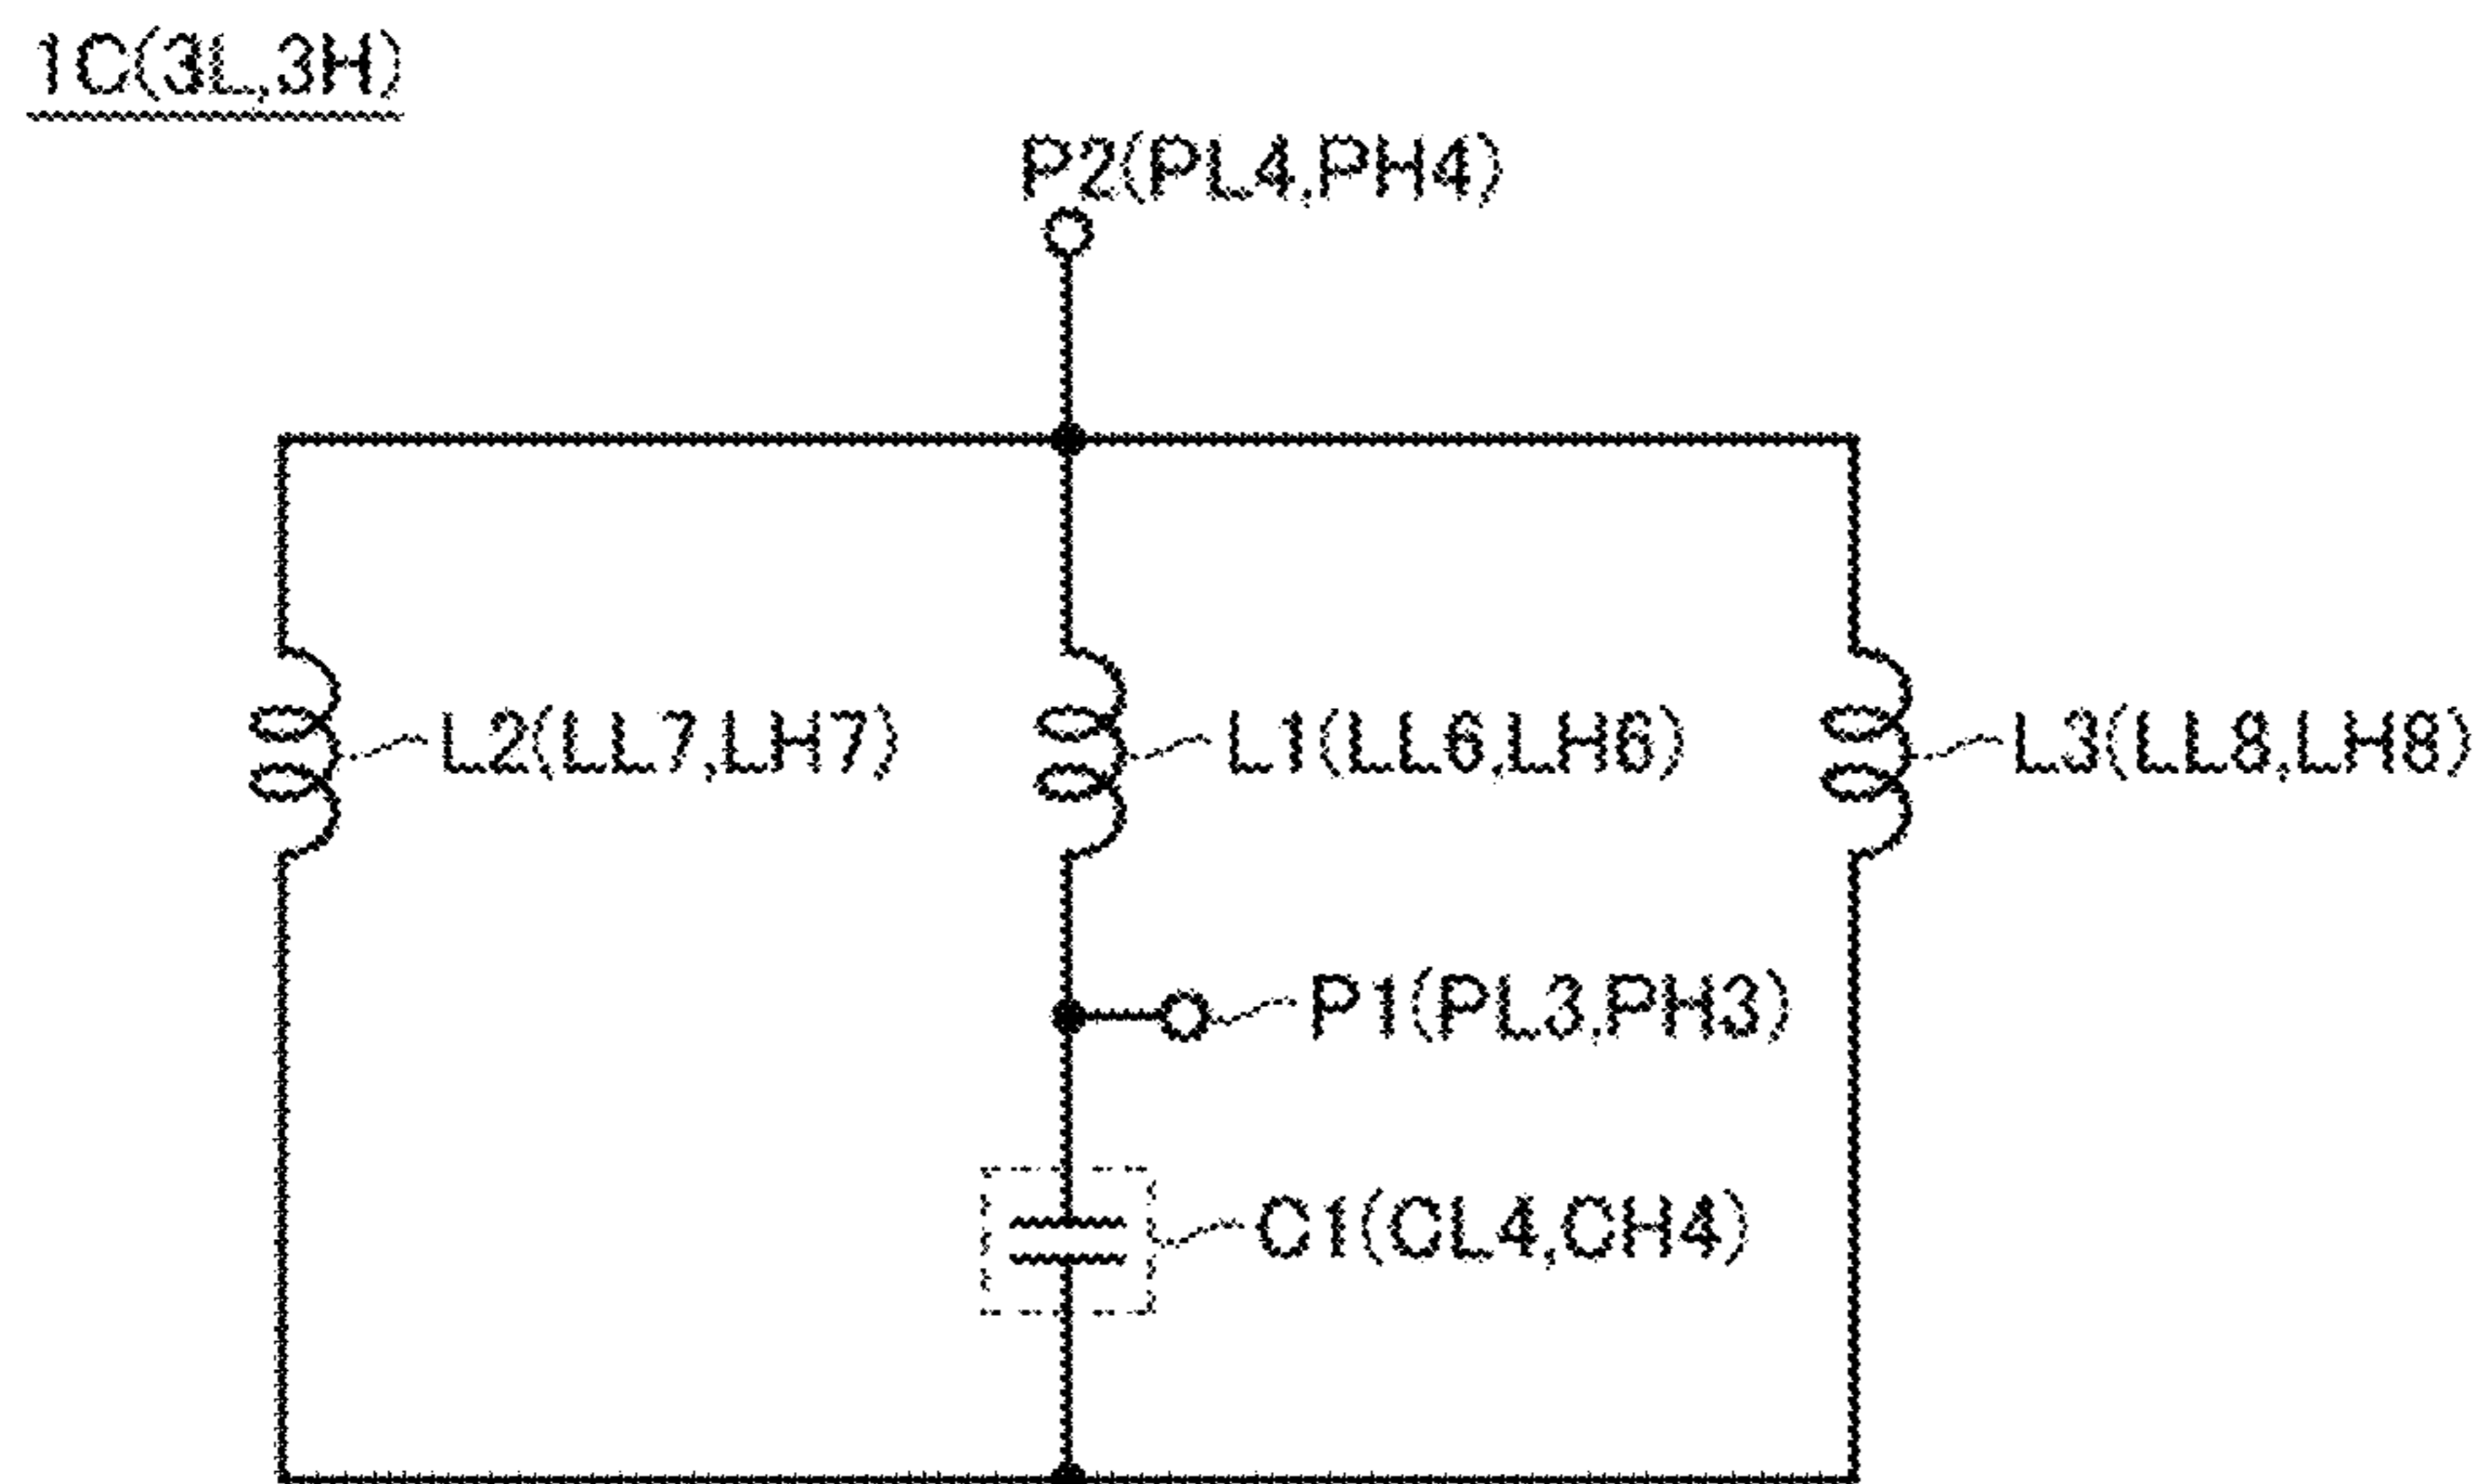 1C(3L,3H)
P2(PL4,PH4)
L2(LL7,LH7)
L1(LL6,LH6)
L3(LL8,LH8)
P1(PL3,PH3)
C1(CL4,CH4)